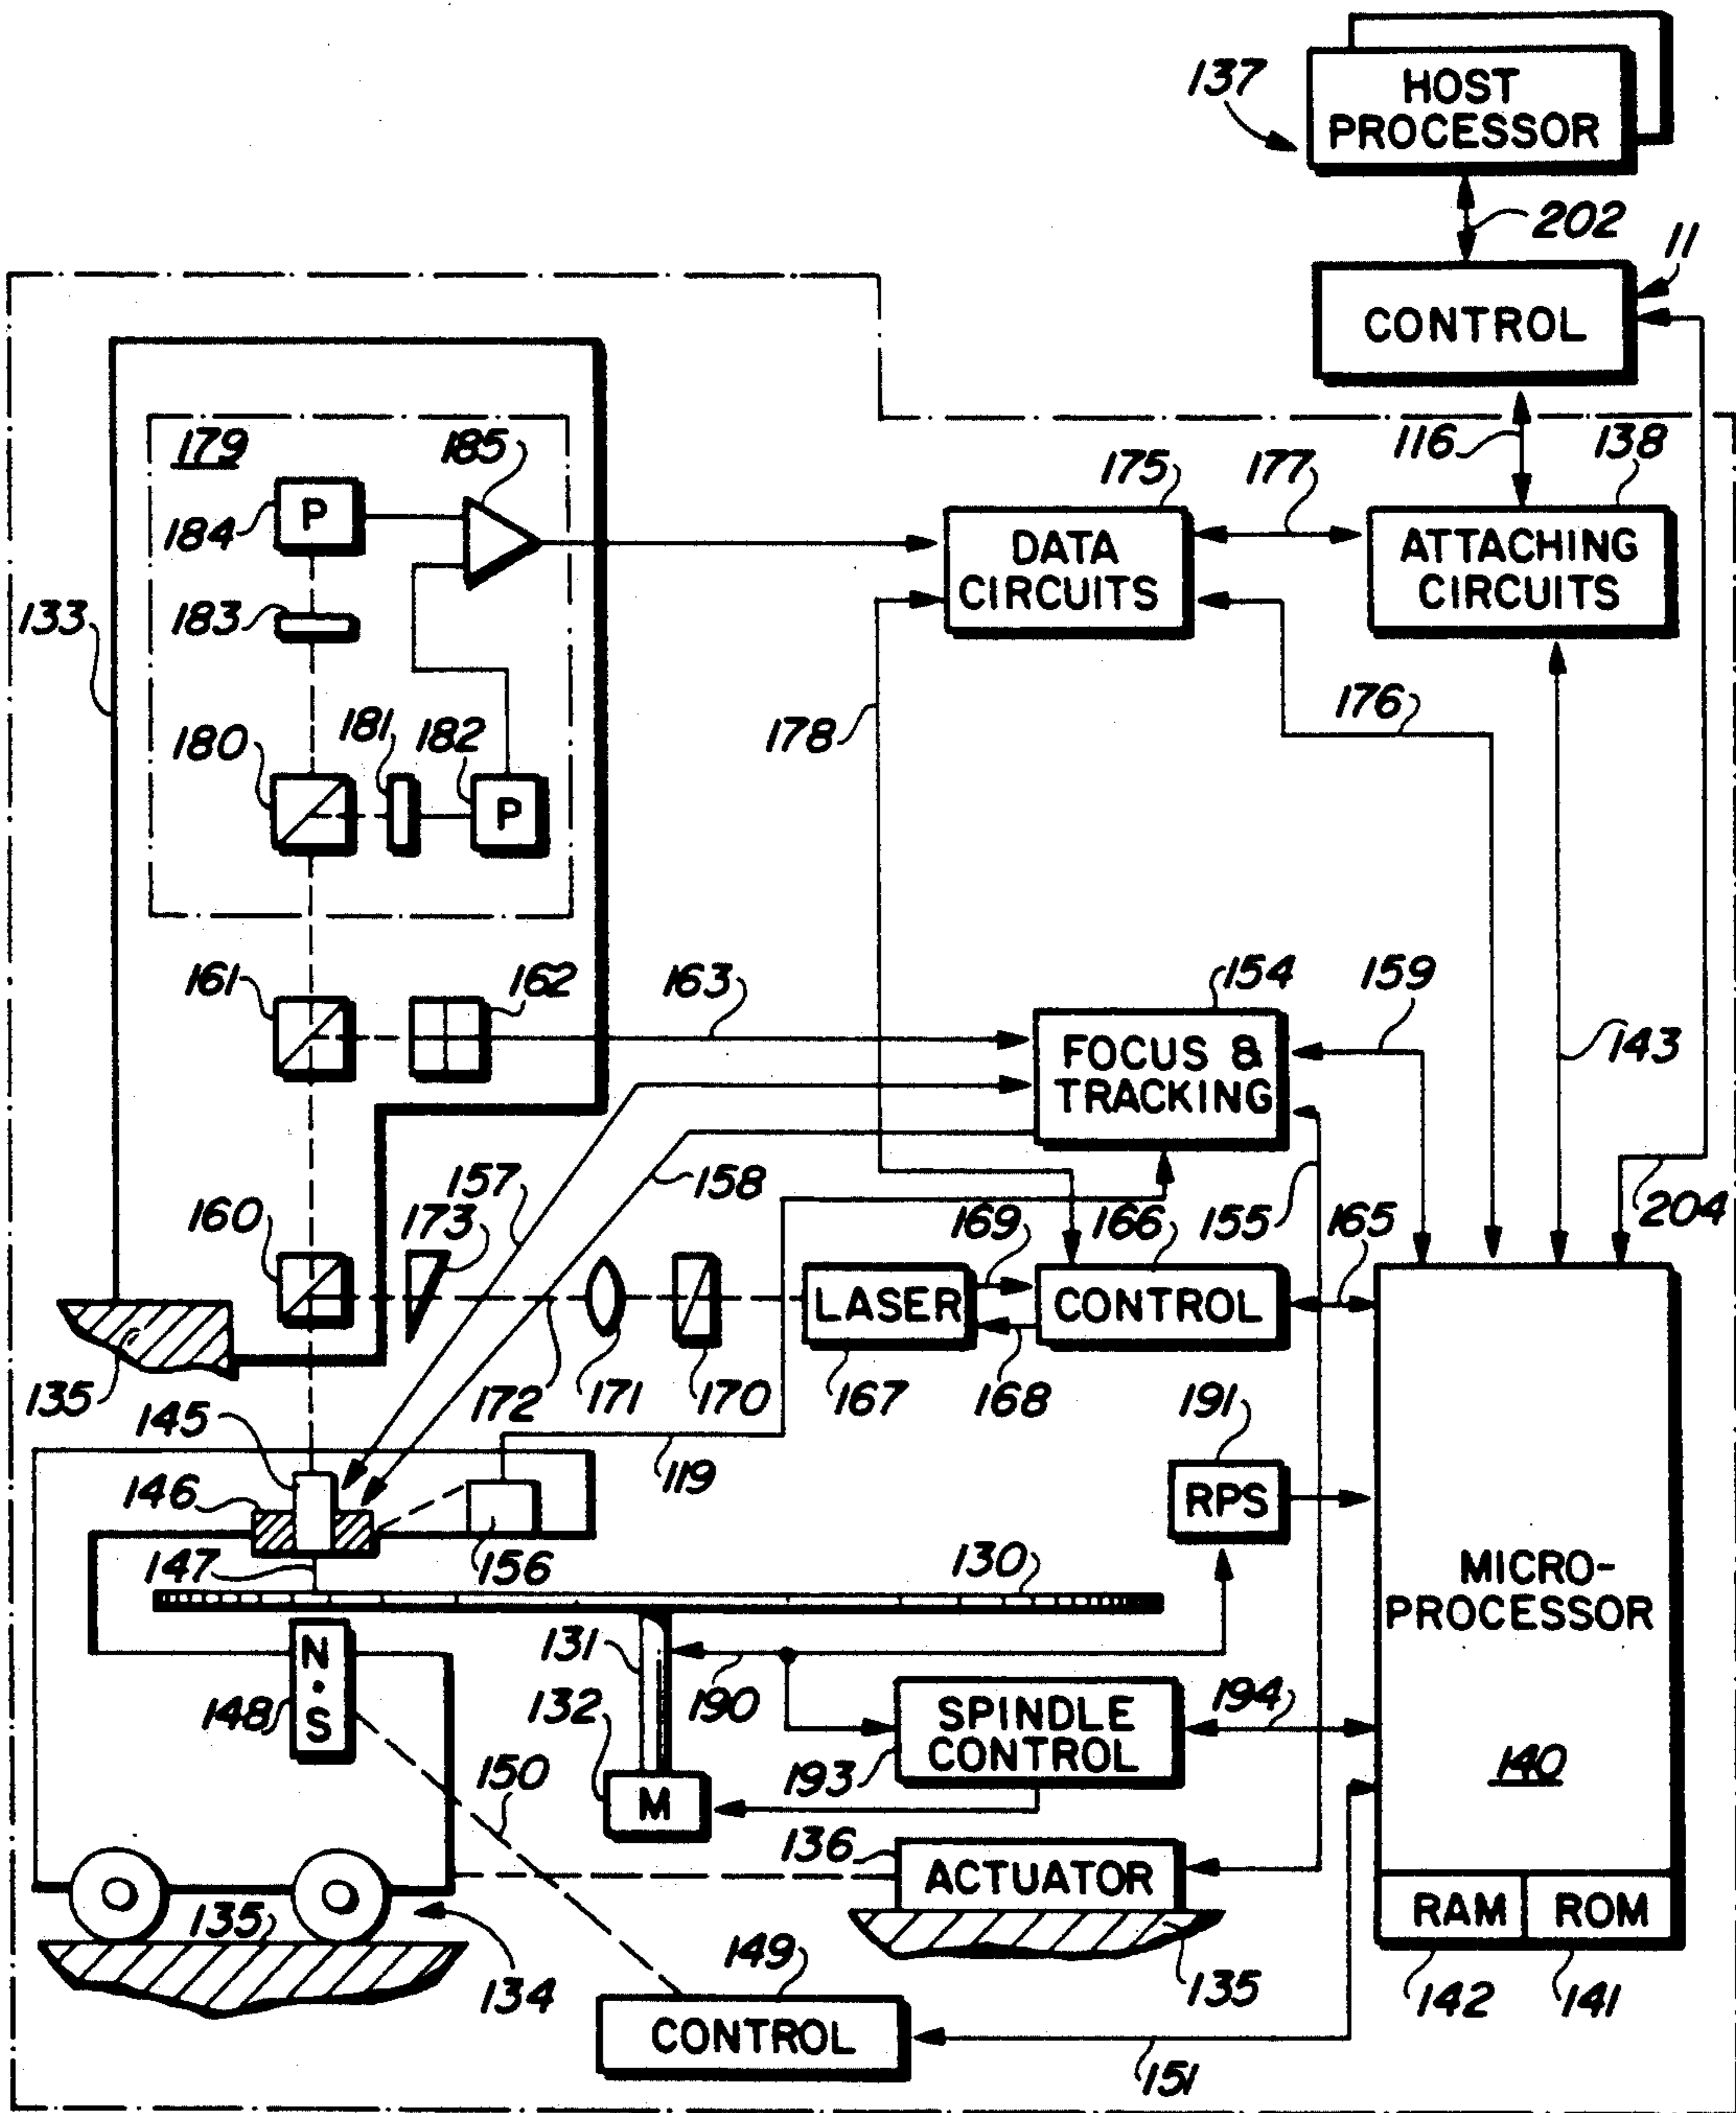 137
HOST
PROCESSOR
202
11
CONTROL
116
138
179
185
175
177
184
P
DATA
CIRCUITS
ATTACHING
CIRCUITS
133
183
178
176
180
181
182
P
161
162
163
154
159
143
FOCUS &
TRACKING
157
158
155
204
160
173
169
166
165
LASER
CONTROL
135
172
171
170
167
168
191
145
119
146
RPS
147
156
130
MICRO-
PROCESSOR
N
S
148
131
190
132
SPINDLE
CONTROL
194
193
150
140
M
136
ACTUATOR
RAM
ROM
135
134
149
135
142
141
CONTROL
151